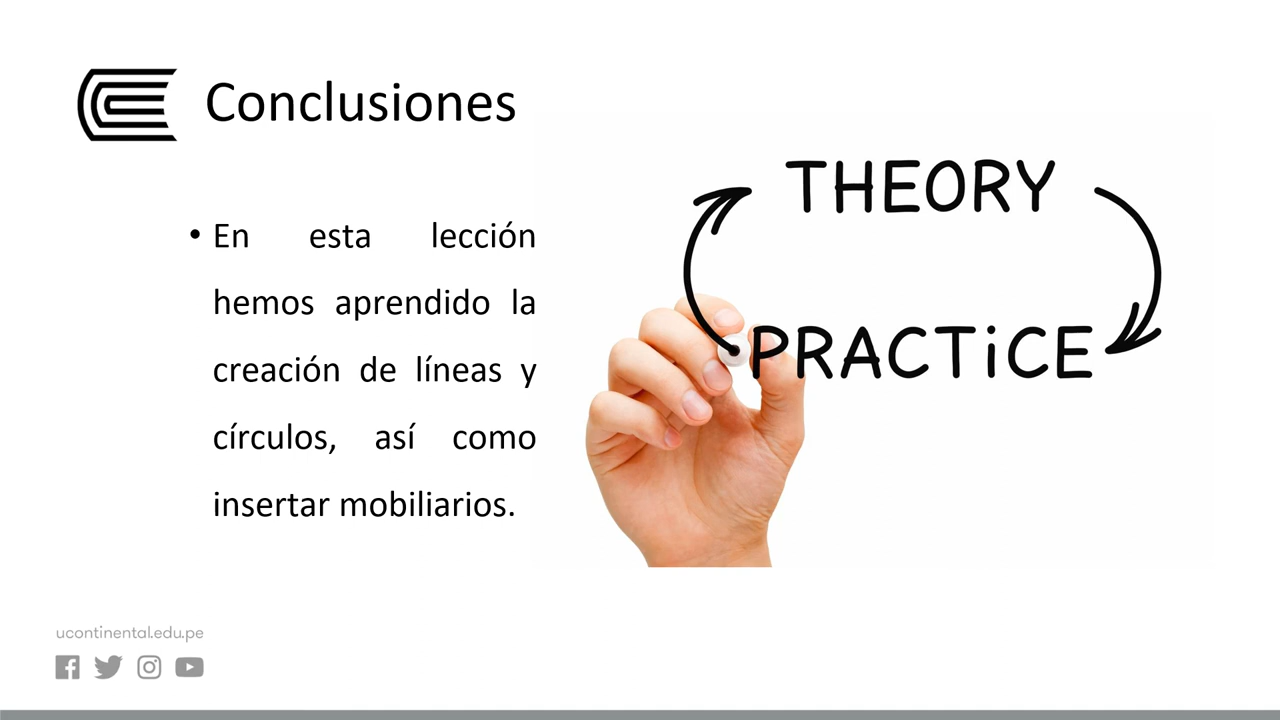 Conclusiones
• En esta lección
hemos aprendido la
creación de líneas y
círculos, así como
insertar mobiliarios.
THEORY
PRACTiCE
ucontinental.edu.pe